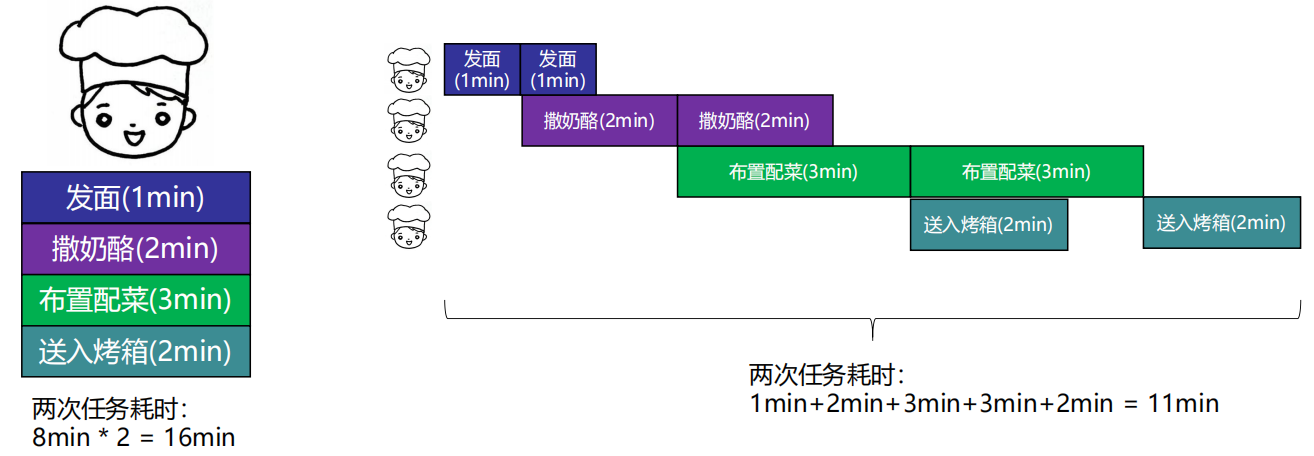 发面(1min)
撒奶酪(2min)
布置配菜(3min)
送入烤箱(2min)
两次任务耗时：
8min * 2 = 16min
发面
(1min)
发面
(1min)
撒奶酪(2min)
撒奶酪(2min)
布置配菜(3min)
布置配菜(3min)
送入烤箱(2min)
送入烤箱(2min)
两次任务耗时：
1min+2min+3min+3min+2min = 11min